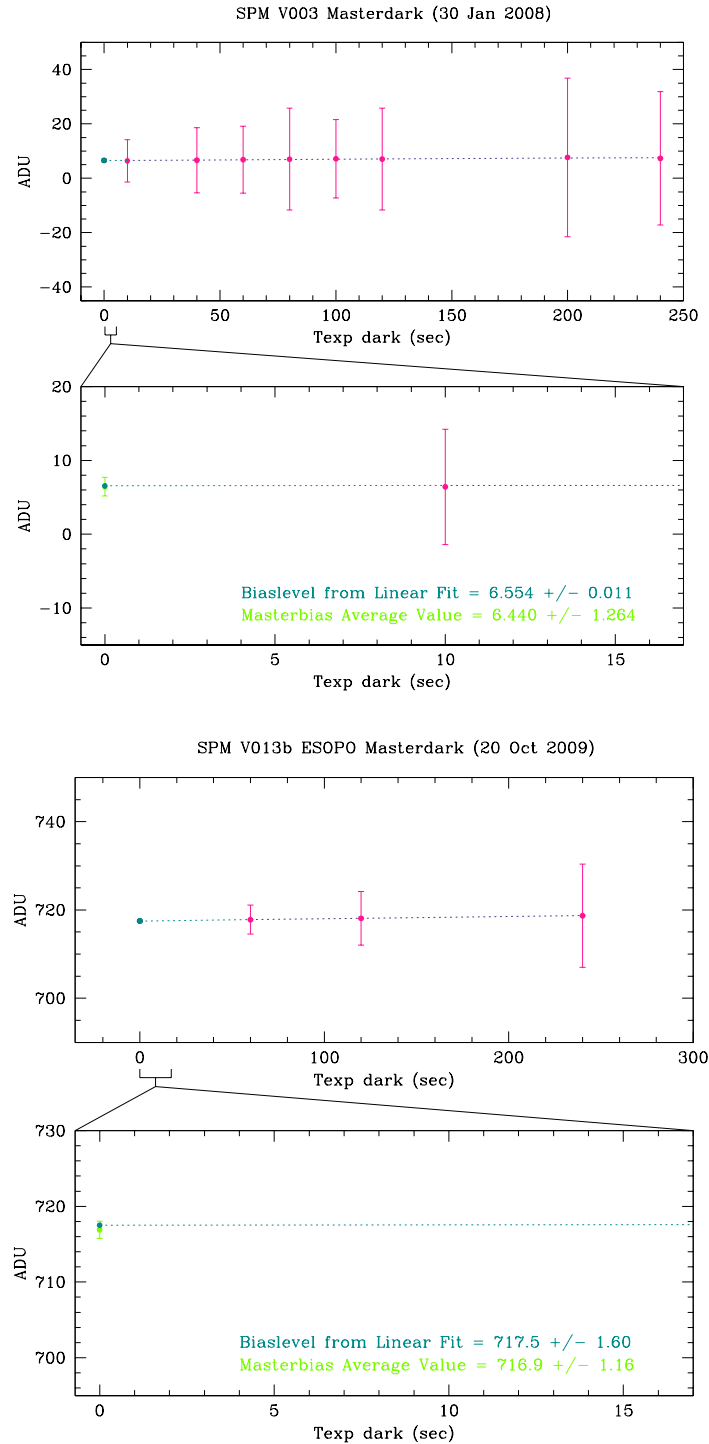 SPM V003 Masterdark (30 Jan 2008)
40
20
0
−20
−40
ADU
0 50 100 150 200 250
Texp dark (sec)
20
10
0
−10
ADU
Biaslevel from Linear Fit = 6.554 +/− 0.011
Masterbias Average Value = 6.440 +/− 1.264
0 5 10 15
Texp dark (sec)
SPM V013b ESOPO Masterdark (20 Oct 2009)
740
720
700
ADU
0 100 200 300
Texp dark (sec)
730
720
710
700
ADU
Biaslevel from Linear Fit = 717.5 +/− 1.60
Masterbias Average Value = 716.9 +/− 1.16
0 5 10 15
Texp dark (sec)